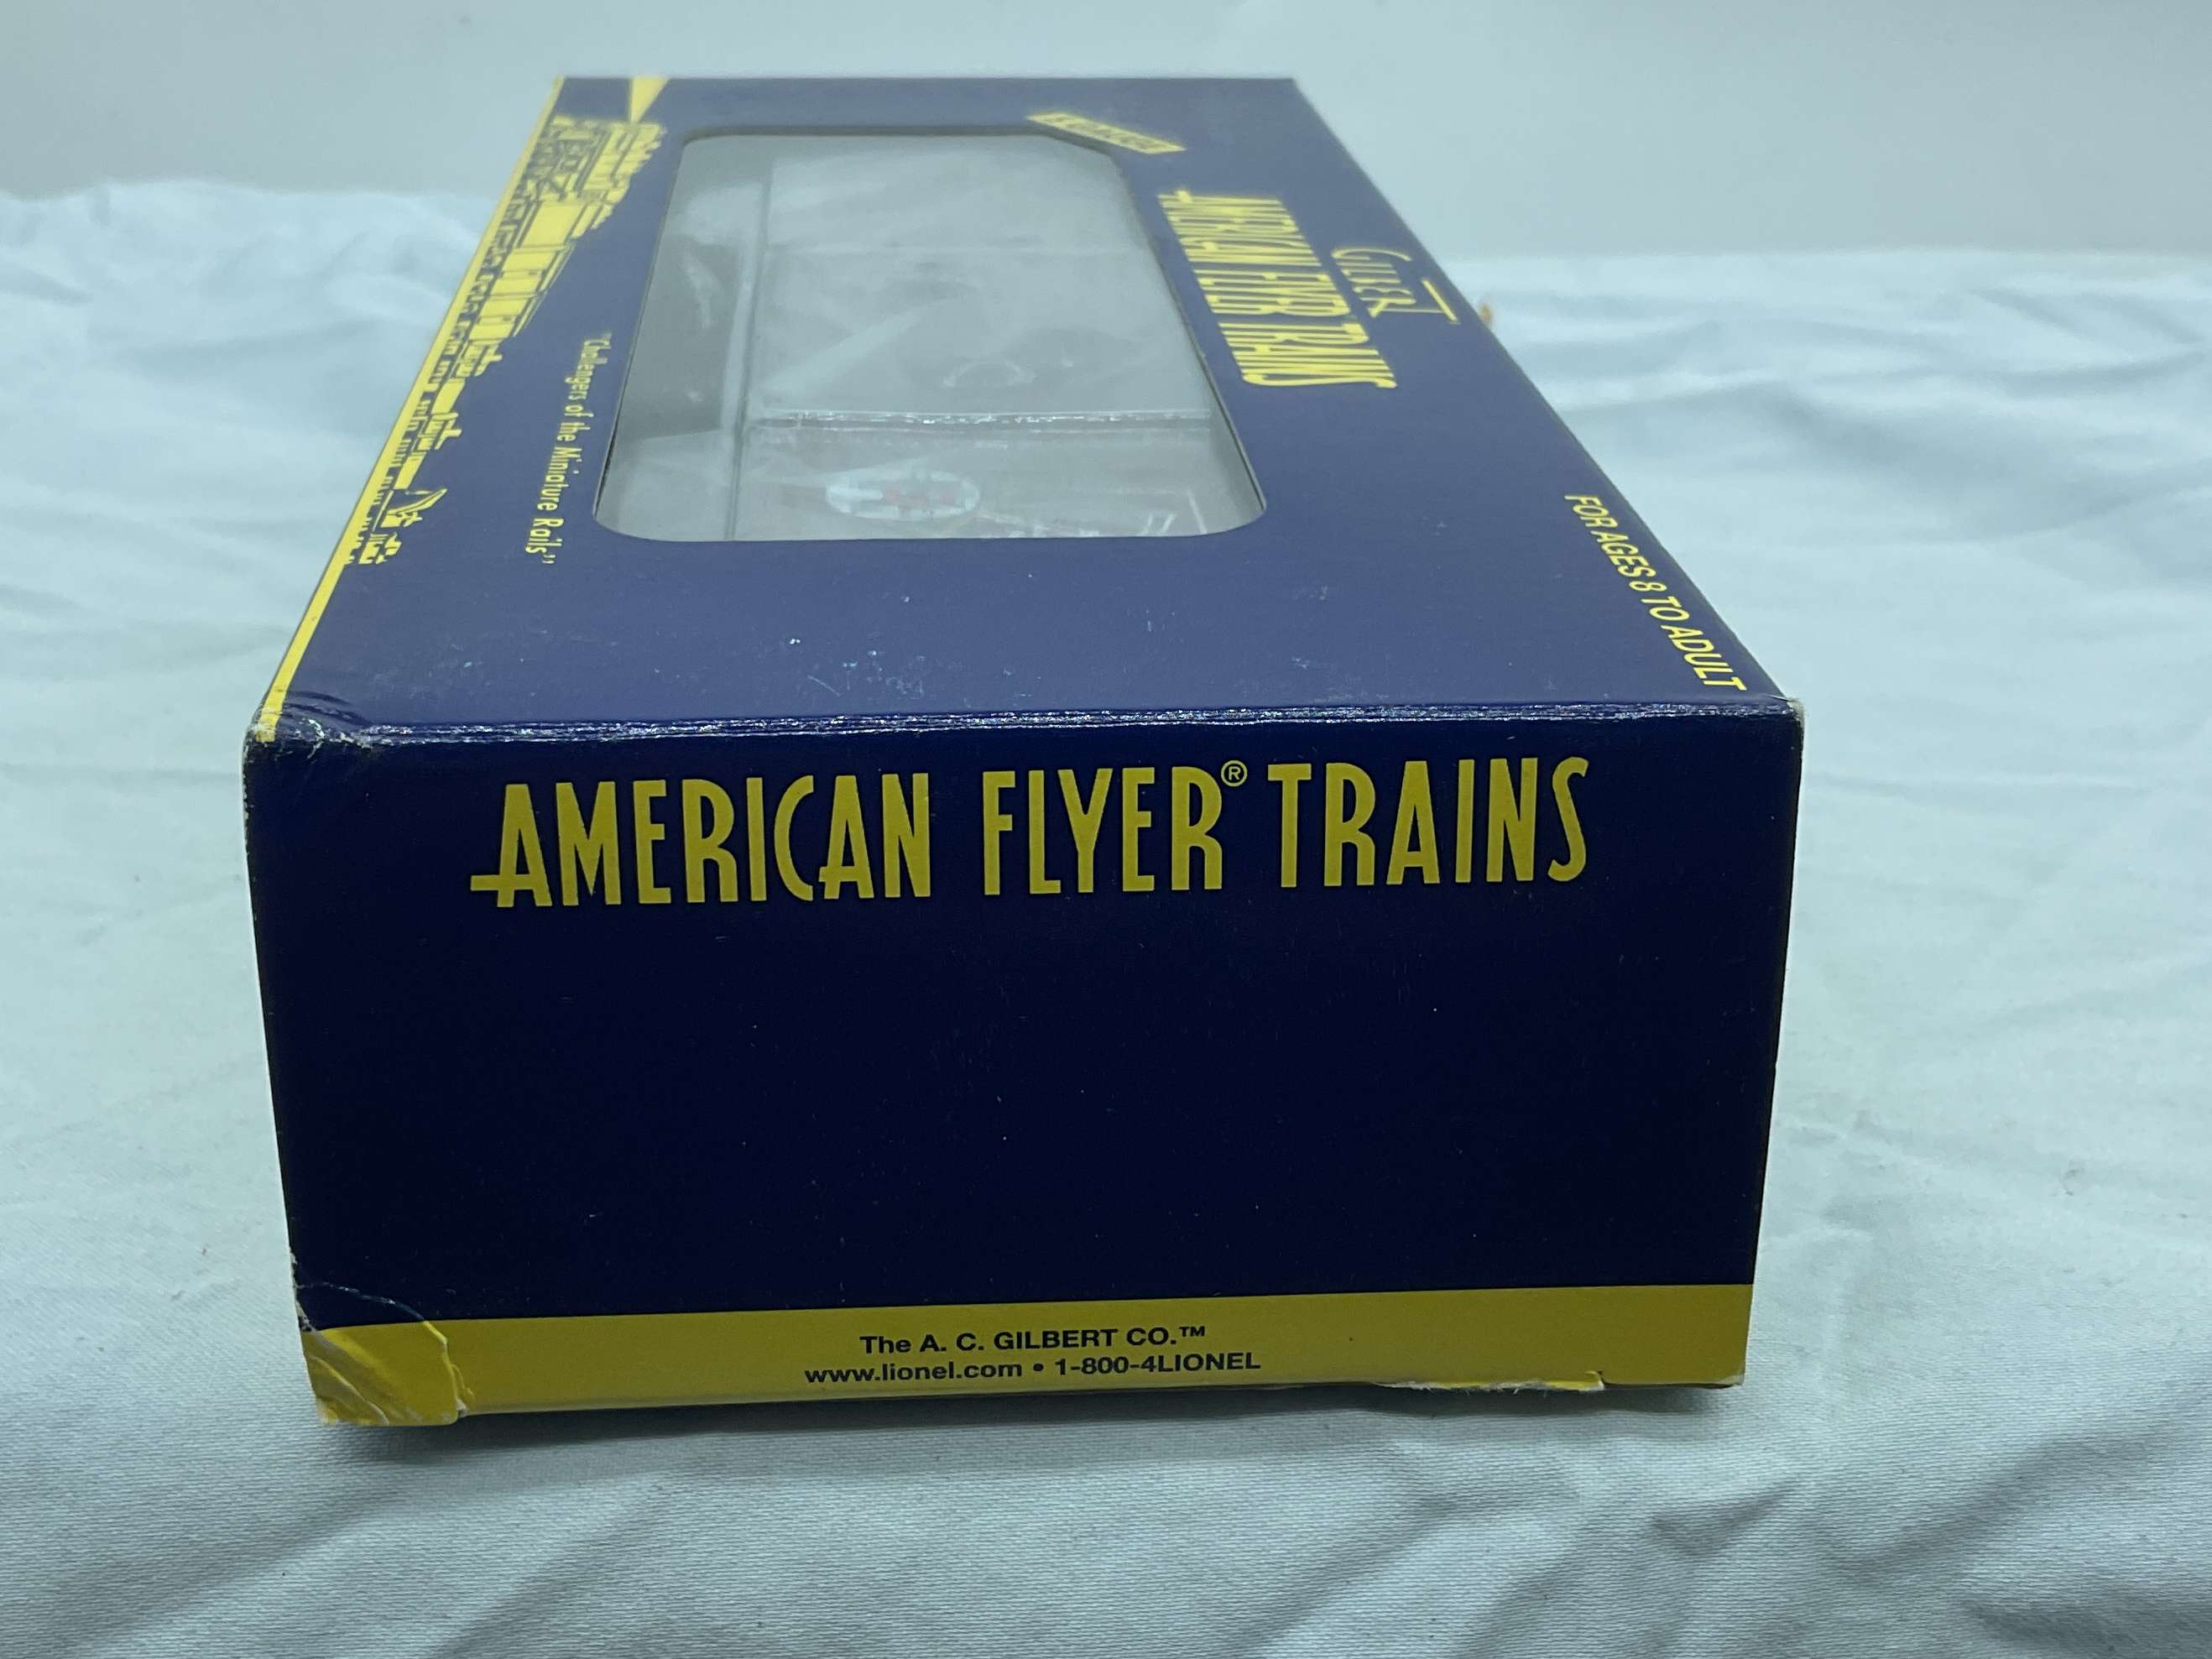 S GAUGE
GILBERT
AMERICAN FLYER TRAINS
"Challengers of the Miniature Rails"
FOR AGES 8 TO ADULT
AMERICAN FLYER® TRAINS
The A. C. GILBERT CO.™
www.lionel.com • 1-800-4LIONEL